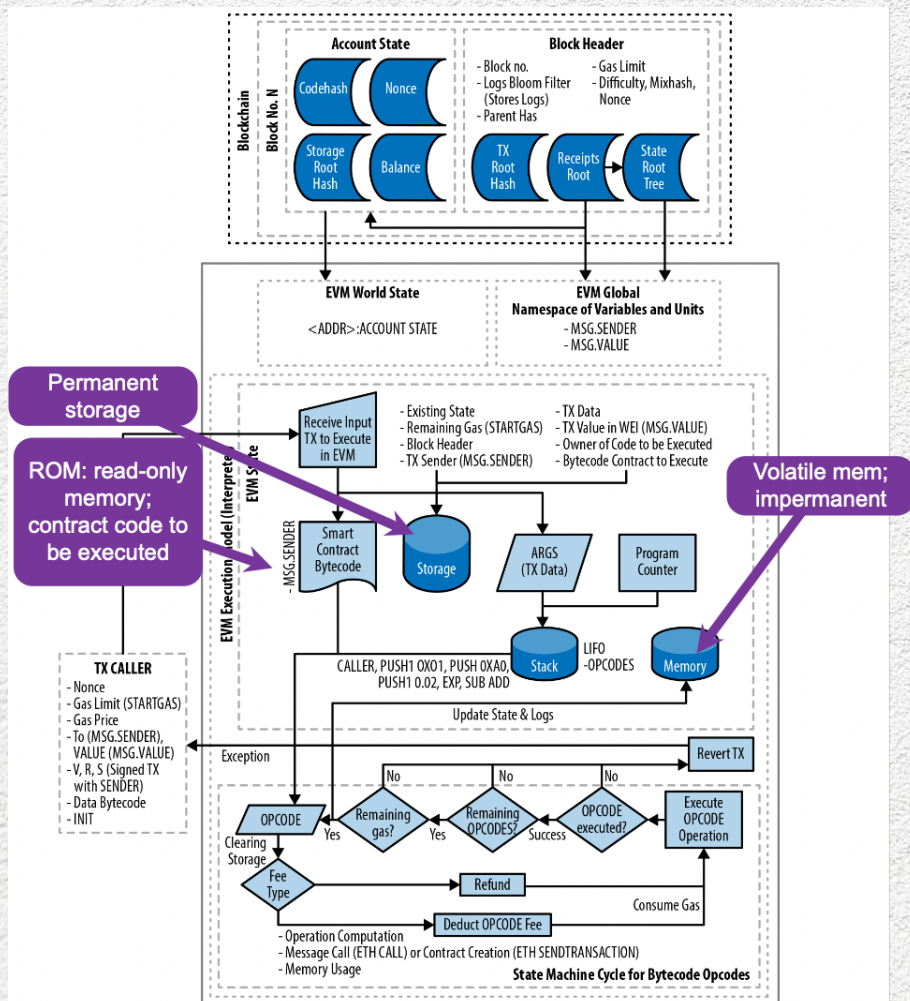 Blockchain
Block No. N
Account State
Codehash
Nonce
Storage
Root
Hash
Balance
Block Header
- Block no.
- Logs Bloom Filter
(Stores Logs)
- Parent Has
- Gas Limit
- Difficulty, Mixhash,
Nonce
TX
Root
Hash
Receipts
Root
State
Root
Tree
EVM World State
<ADDR>:ACCOUNT STATE
EVM Global
Namespace of Variables and Units
- MSG.SENDER
- MSG.VALUE
Permanent
storage
ROM: read-only
memory;
contract code to
be executed
Volatile mem;
impermanent
EVM Execution Model (Interpreter)
EVM State
Receive Input
TX to Execute
in EVM
- Existing State
- Remaining Gas (STARTGAS)
- Block Header
- TX Sender (MSG.SENDER)
- TX Data
- TX Value in WEI (MSG.VALUE)
- Owner of Code to be Executed
- Bytecode Contract to Execute
- MSG.SENDER
Smart
Contract
Bytecode
Storage
ARGS
(TX Data)
Program
Counter
Stack
LIFO
-OPCODES
Memory
CALLER, PUSH1 0XO1, PUSH 0XA0,
PUSH1 0.02, EXP, SUB ADD
Update State & Logs
TX CALLER
- Nonce
- Gas Limit (STARTGAS)
- Gas Price
- To (MSG.SENDER),
VALUE (MSG.VALUE)
- V, R, S (Signed TX
with SENDER)
- Data Bytecode
- INIT
Exception
Revert TX
No
No
No
OPCODE
Yes
Remaining
gas?
Yes
Remaining
OPCODES?
Success
OPCODE
executed?
Execute
OPCODE
Operation
Clearing
Storage
Fee
Type
Refund
Consume Gas
Deduct OPCODE Fee
- Operation Computation
- Message Call (ETH CALL) or Contract Creation (ETH SENDTRANSACTION)
- Memory Usage
State Machine Cycle for Bytecode Opcodes